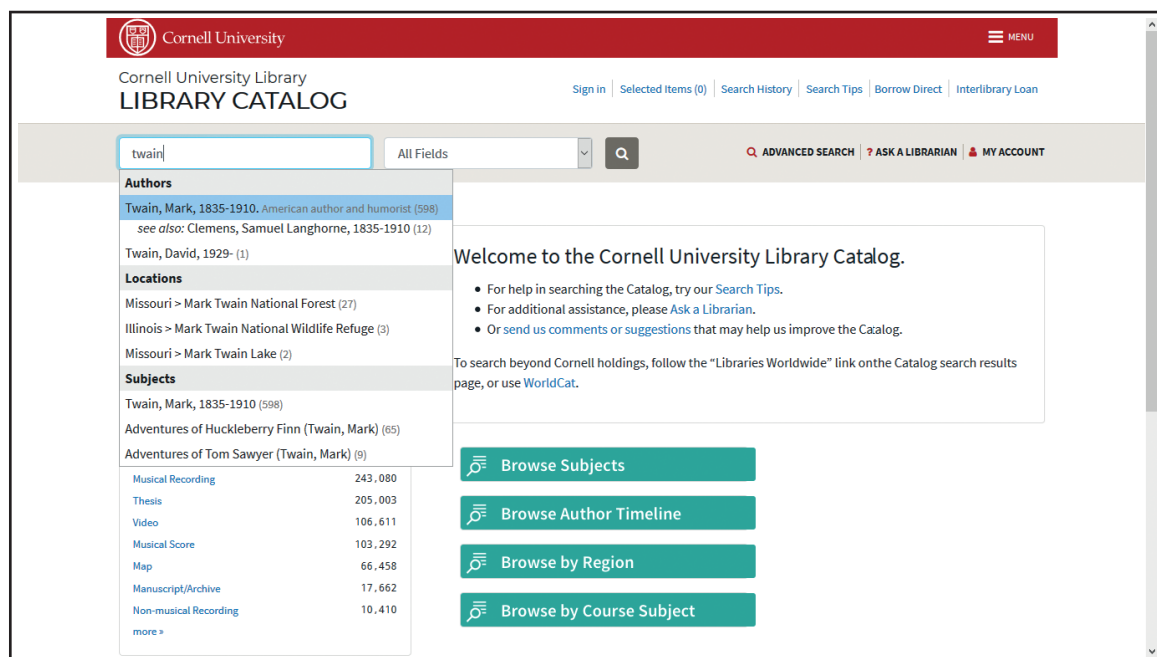 Cornell University
MENU
Cornell University Library
LIBRARY CATALOG
Sign in | Selected Items (0) | Search History | Search Tips | Borrow Direct | Interlibrary Loan
twain
All Fields
ADVANCED SEARCH | ? ASK A LIBRARIAN | MY ACCOUNT
Authors
Twain, Mark, 1835-1910. American author and humorist (598)
see also: Clemens, Samuel Langhorne, 1835-1910 (12)
Twain, David, 1929- (1)
Locations
Missouri > Mark Twain National Forest (27)
Illinois > Mark Twain National Wildlife Refuge (3)
Missouri > Mark Twain Lake (2)
Subjects
Twain, Mark, 1835-1910 (598)
Adventures of Huckleberry Finn (Twain, Mark) (65)
Adventures of Tom Sawyer (Twain, Mark) (9)
Musical Recording 243,080
Thesis 205,003
Video 106,611
Musical Score 103,292
Map 66,458
Manuscript/Archive 17,662
Non-musical Recording 10,410
more »
Welcome to the Cornell University Library Catalog.
• For help in searching the Catalog, try our Search Tips.
• For additional assistance, please Ask a Librarian.
• Or send us comments or suggestions that may help us improve the Caːalog.
To search beyond Cornell holdings, follow the “Libraries Worldwide” link onthe Catalog search results
page, or use WorldCat.
Browse Subjects
Browse Author Timeline
Browse by Region
Browse by Course Subject